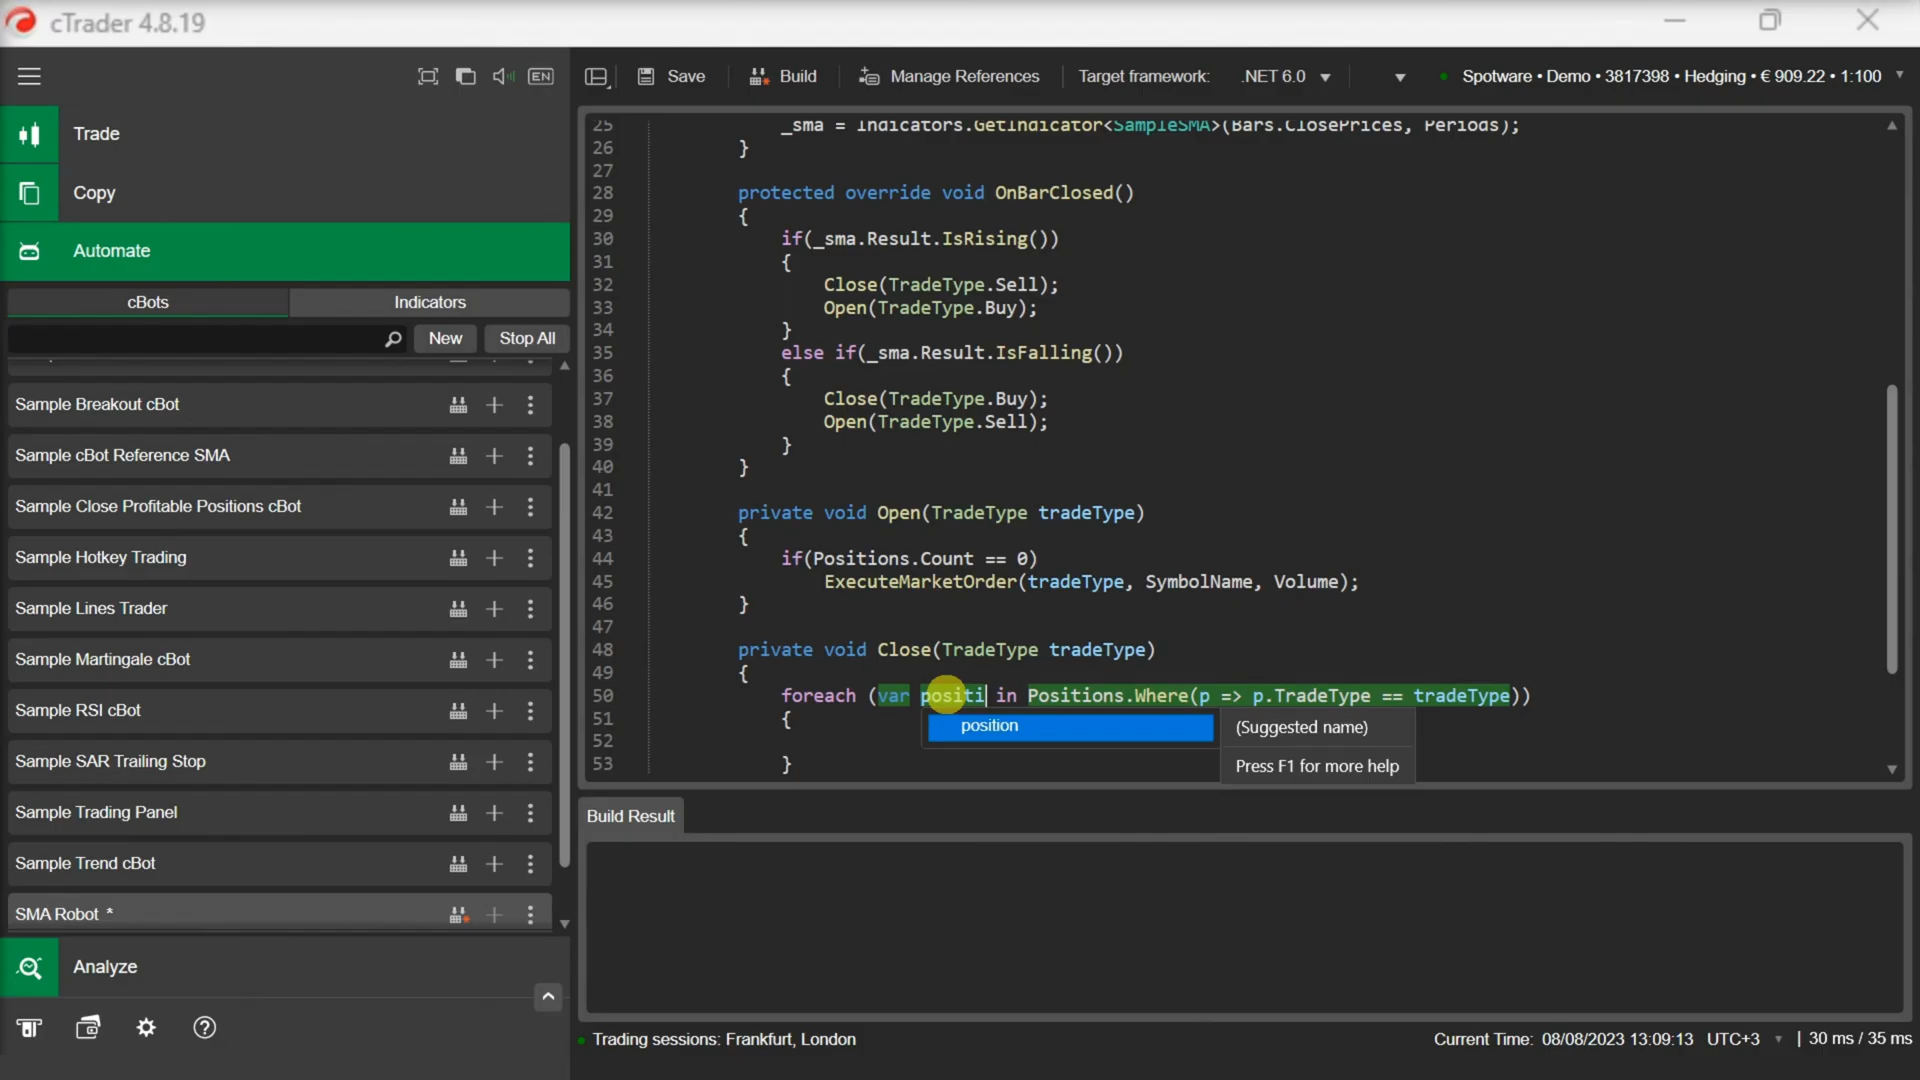 cTrader 4.8.19
EN
Save
Build
Manage References
Target framework:
.NET 6.0
Spotware • Demo • 3817398 • Hedging • € 909.22 • 1:100
Trade
Copy
Automate
cBots
Indicators
New
Stop All
Sample Breakout cBot
Sample cBot Reference SMA
Sample Close Profitable Positions cBot
Sample Hotkey Trading
Sample Lines Trader
Sample Martingale cBot
Sample RSI cBot
Sample SAR Trailing Stop
Sample Trading Panel
Sample Trend cBot
SMA Robot *
Analyze
25 _sma = Indicators.GetIndicator<SampleSMA>(Bars.ClosePrices, Periods);
26 }
27
28 protected override void OnBarClosed()
29 {
30 if(_sma.Result.IsRising())
31 {
32 Close(TradeType.Sell);
33 Open(TradeType.Buy);
34 }
35 else if(_sma.Result.IsFalling())
36 {
37 Close(TradeType.Buy);
38 Open(TradeType.Sell);
39 }
40 }
41
42 private void Open(TradeType tradeType)
43 {
44 if(Positions.Count == 0)
45 ExecuteMarketOrder(tradeType, SymbolName, Volume);
46 }
47
48 private void Close(TradeType tradeType)
49 {
50 foreach (var positi in Positions.Where(p => p.TradeType == tradeType))
51 {
52
53 }
position
(Suggested name)
Press F1 for more help
Build Result
Trading sessions: Frankfurt, London
Current Time: 08/08/2023 13:09:13 UTC+3 | 30 ms / 35 ms